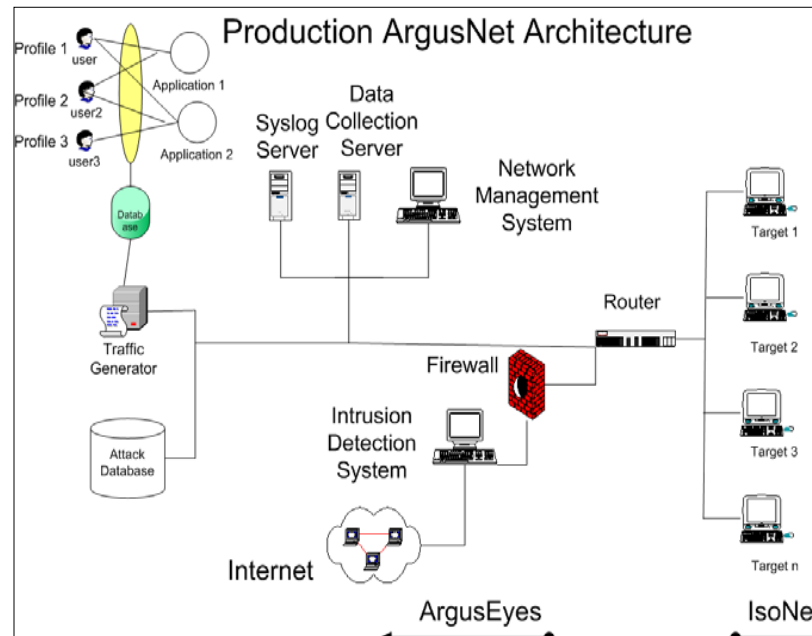 Production ArgusNet Architecture
Profile 1
user
Application 1
Profile 2
user2
Profile 3
user3
Application 2
Datab
ase
Syslog
Server
Data
Collection
Server
Network
Management
System
Traffic
Generator
Attack
Database
Router
Firewall
Intrusion
Detection
System
Internet
Target 1
Target 2
Target 3
Target n
ArgusEyes
IsoNe